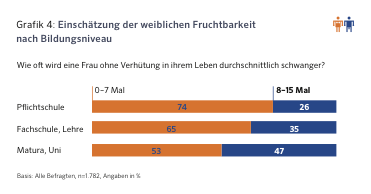 Grafik 4: Einschätzung der weiblichen Fruchtbarkeit
nach Bildungsniveau
Wie oft wird eine Frau ohne Verhütung in ihrem Leben durchschnittlich schwanger?
0–7 Mal 8–15 Mal
Pflichtschule 74 26
Fachschule, Lehre 65 35
Matura, Uni 53 47
Basis: Alle Befragten, n=1.782, Angaben in %